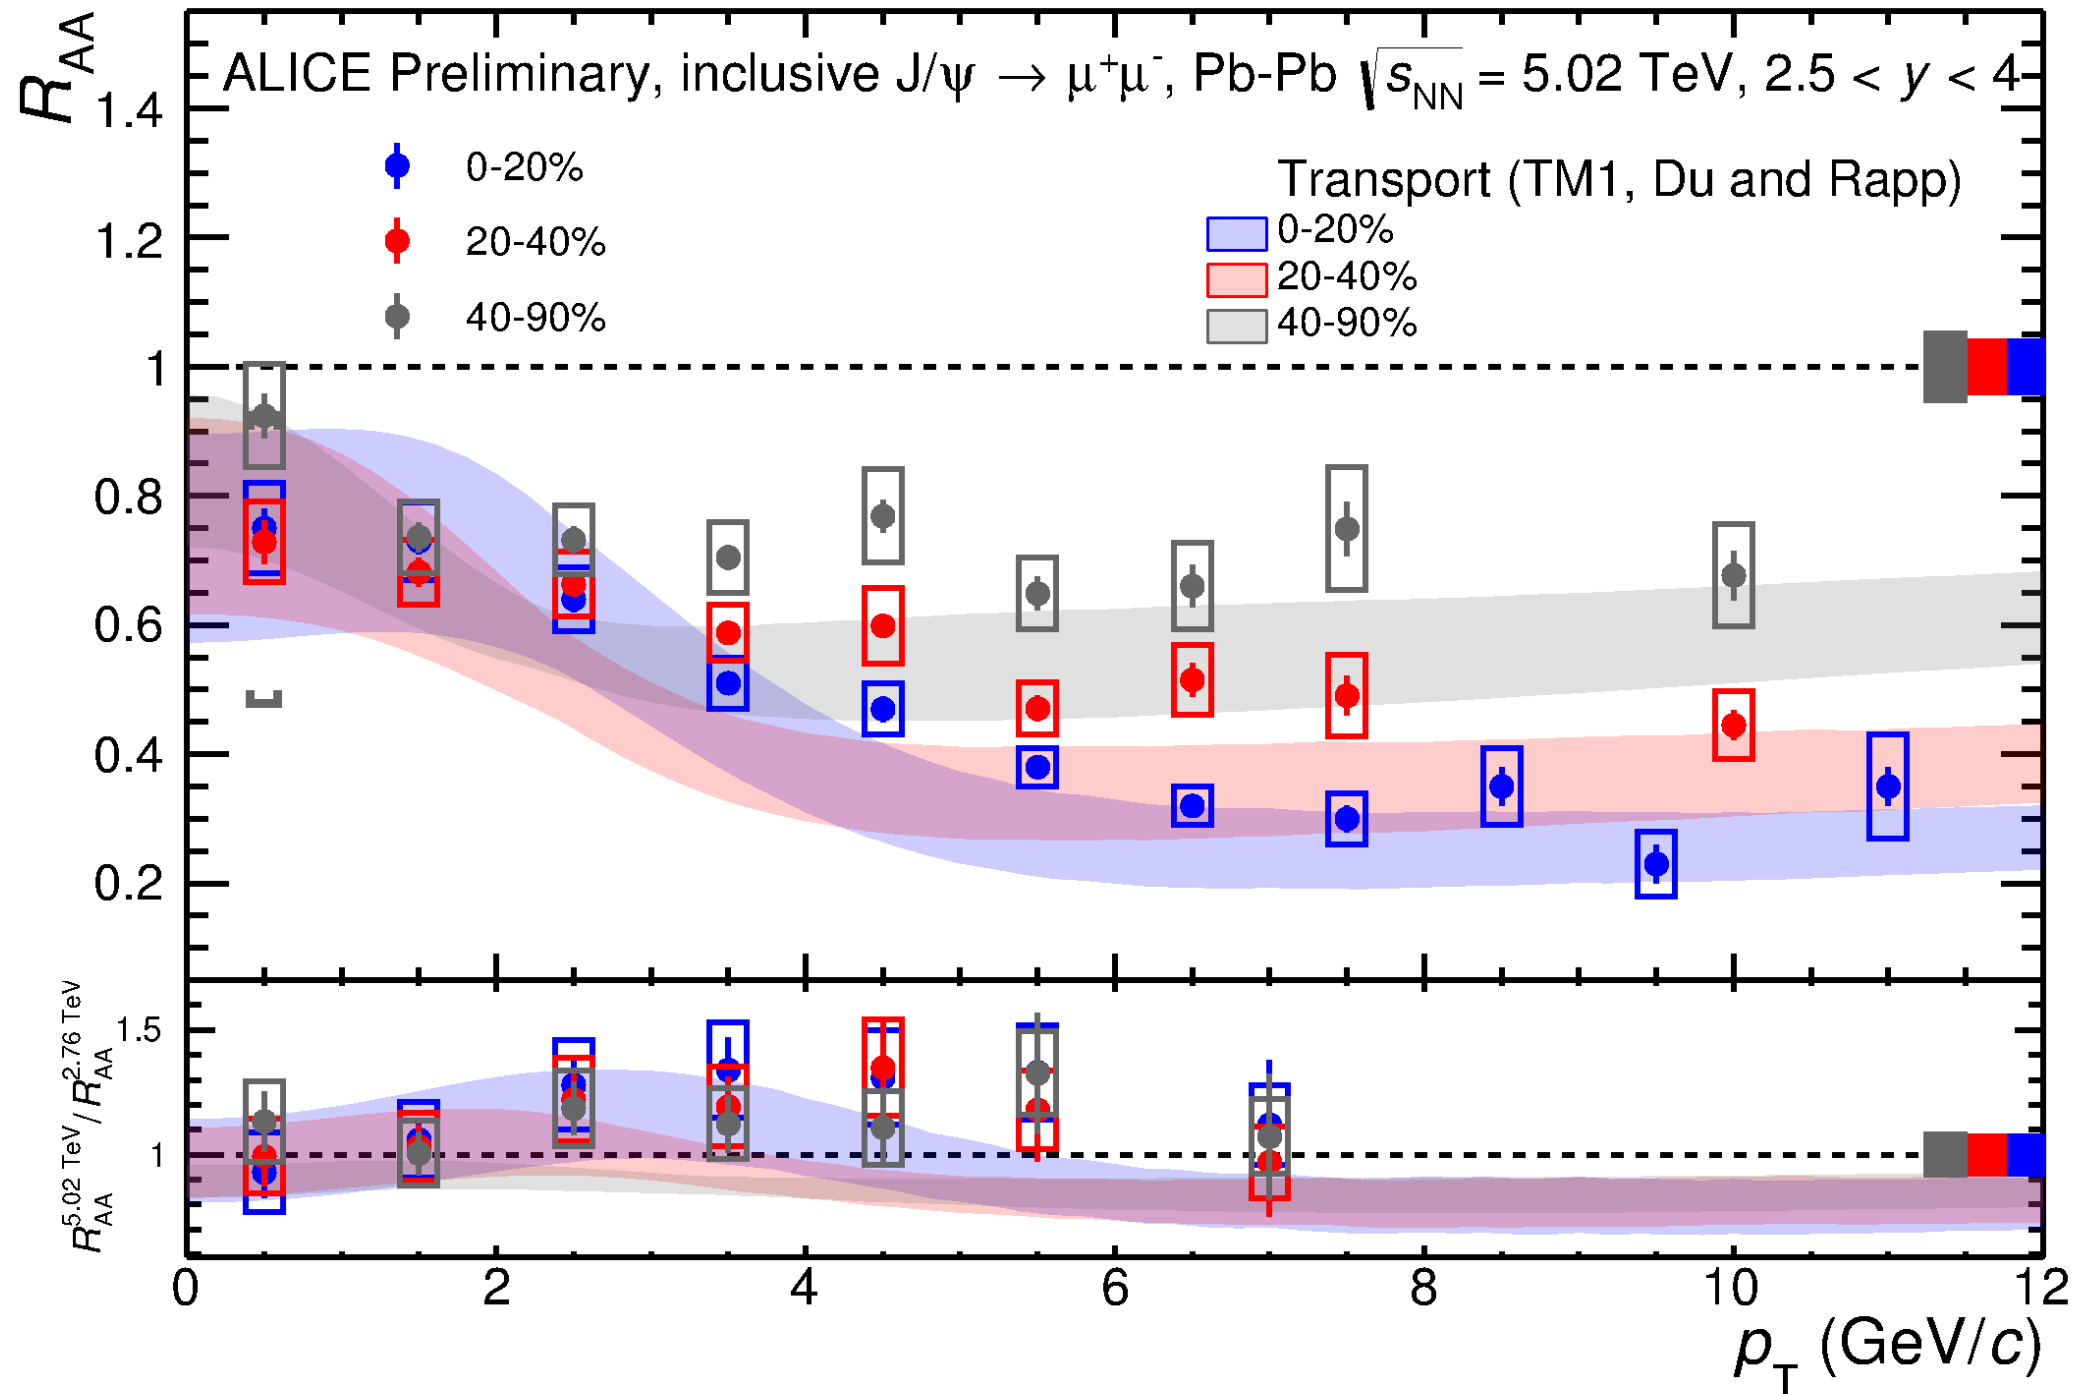 R_AA
ALICE Preliminary, inclusive J/ψ → μ⁺μ⁻, Pb-Pb √s_NN = 5.02 TeV, 2.5 < y < 4
0-20%
20-40%
40-90%
Transport (TM1, Du and Rapp)
0-20%
20-40%
40-90%
1.4
1.2
1
0.8
0.6
0.4
0.2
R_AA^5.02 TeV / R_AA^2.76 TeV
1.5
1
0 2 4 6 8 10 12
p_T (GeV/c)